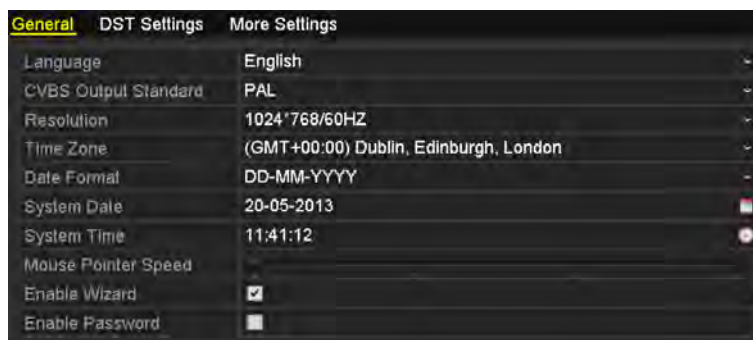 General DST Settings More Settings
Language English
CVBS Output Standard PAL
Resolution 1024*768/60HZ
Time Zone (GMT+00:00) Dublin, Edinburgh, London
Date Format DD-MM-YYYY
System Date 20-05-2013
System Time 11:41:12
Mouse Pointer Speed
Enable Wizard
Enable Password